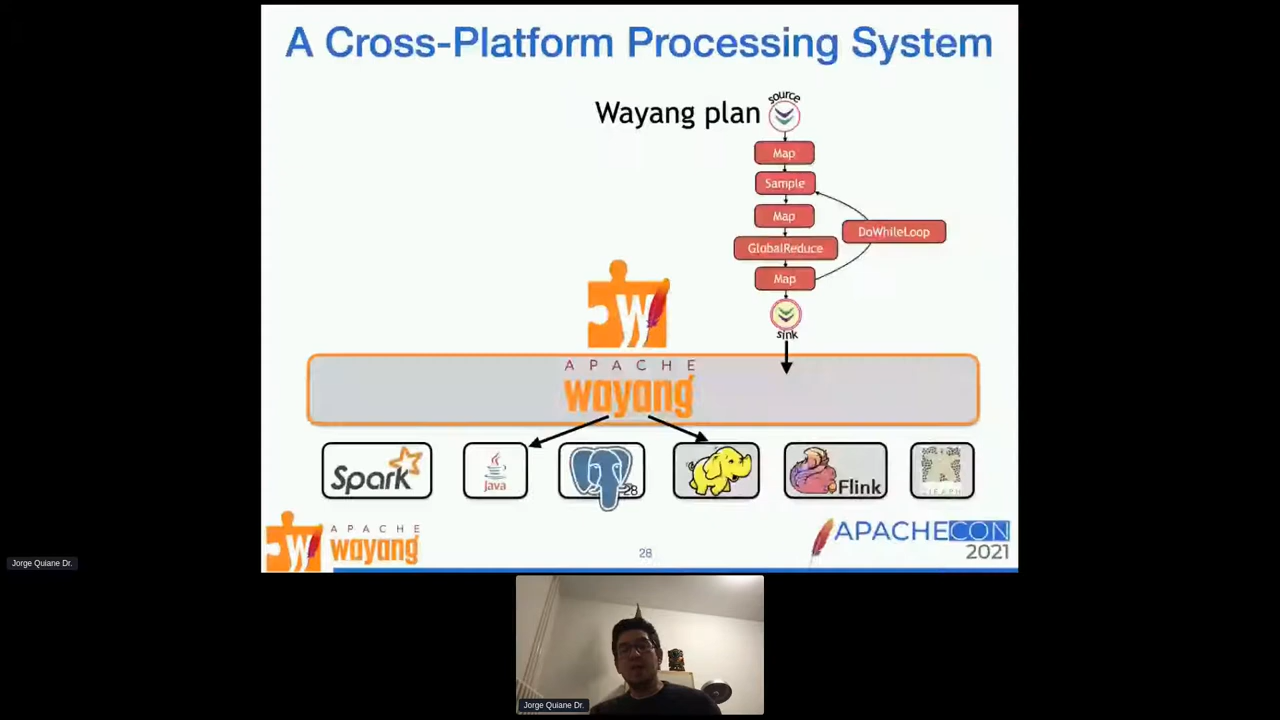 A Cross-Platform Processing System
Wayang plan
source
Map
Sample
Map
DoWhileLoop
GlobalReduce
Map
sink
W
APACHE
wayang
Spark
Java
28
Flink
W
APACHE
wayang
28
APACHECON
2021
Jorge Quiane Dr.
Jorge Quiane Dr.